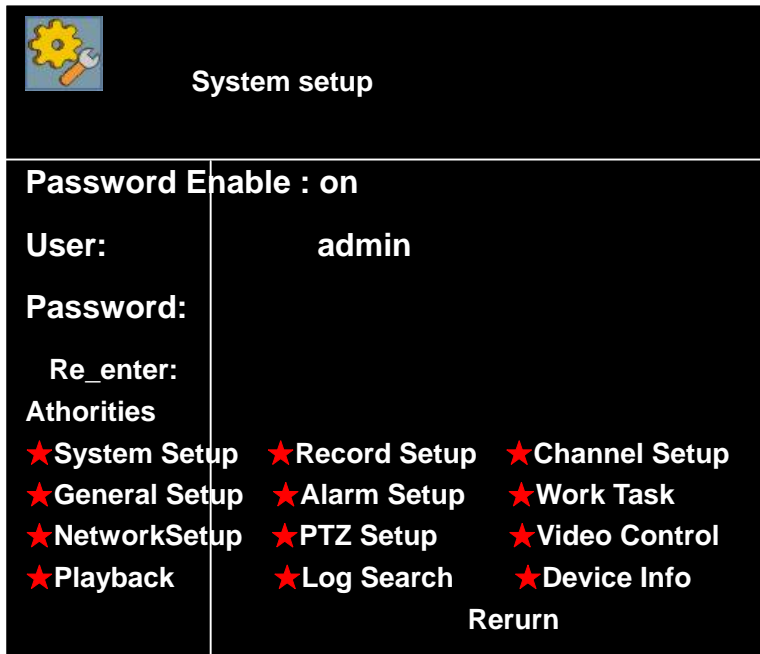 System setup
Password Enable : on
User: admin
Password:
Re_enter:
Athorities
★System Setup ★Record Setup ★Channel Setup
★General Setup ★Alarm Setup ★Work Task
★NetworkSetup ★PTZ Setup ★Video Control
★Playback ★Log Search ★Device Info
Rerurn